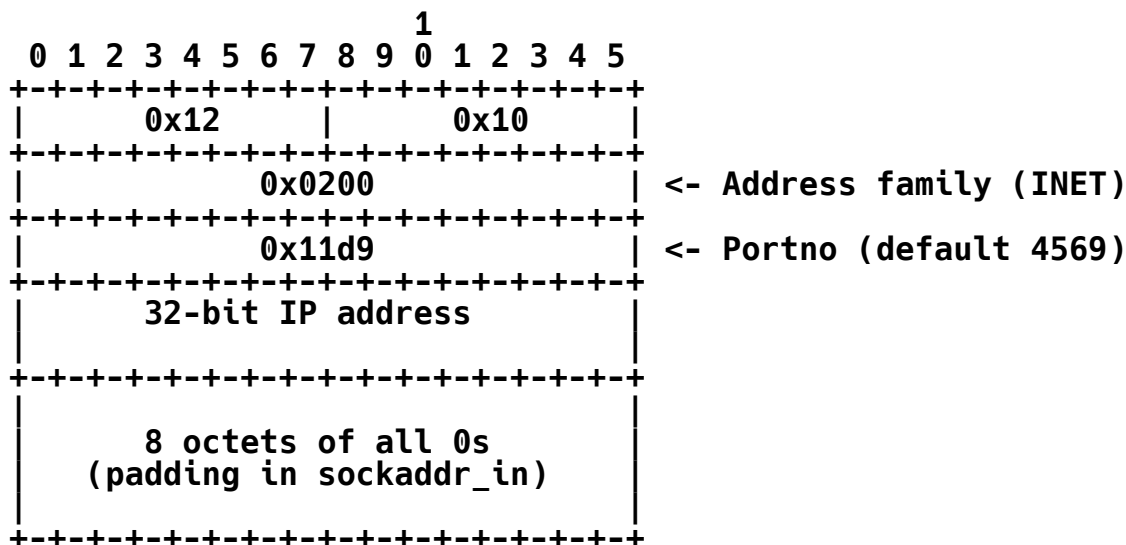 1
 0 1 2 3 4 5 6 7 8 9 0 1 2 3 4 5
+-+-+-+-+-+-+-+-+-+-+-+-+-+-+-+-+
|      0x12     |      0x10     |
+-+-+-+-+-+-+-+-+-+-+-+-+-+-+-+-+
|            0x0200             | <- Address family (INET)
+-+-+-+-+-+-+-+-+-+-+-+-+-+-+-+-+
|            0x11d9             | <- Portno (default 4569)
+-+-+-+-+-+-+-+-+-+-+-+-+-+-+-+-+
|      32-bit IP address        |
|                               |
+-+-+-+-+-+-+-+-+-+-+-+-+-+-+-+-+
|                               |
|      8 octets of all 0s       |
|   (padding in sockaddr_in)    |
|                               |
+-+-+-+-+-+-+-+-+-+-+-+-+-+-+-+-+